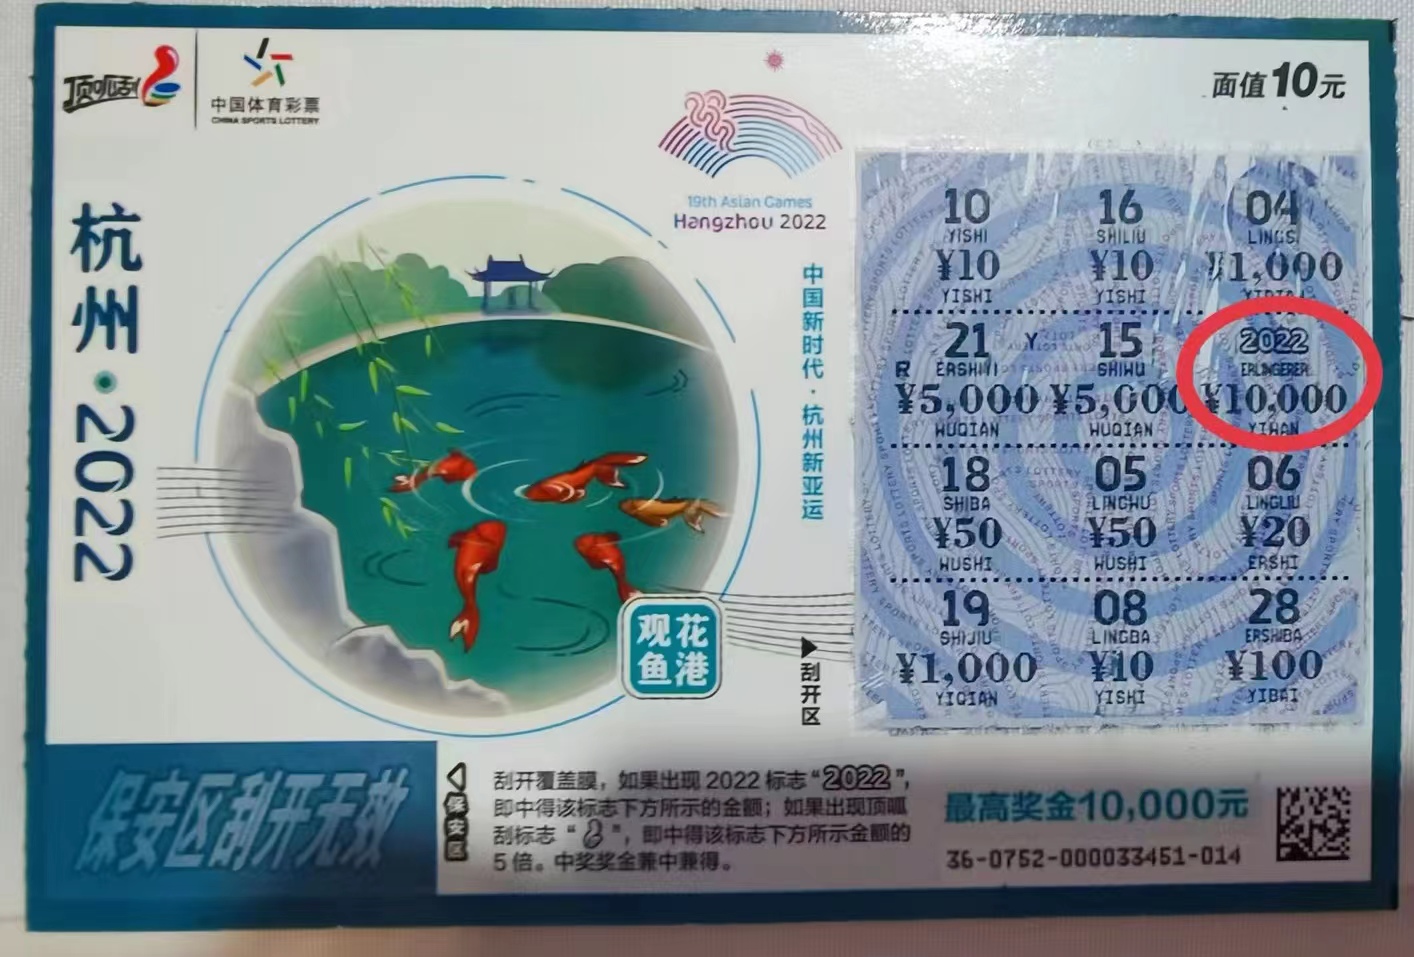 顶呱刮
中国体育彩票
CHINA SPORTS LOTTERY
面值10元
19th Asian Games
Hangzhou 2022
杭州·2022
中国新时代·杭州新亚运
花港
观鱼
刮开区
10 16 04
YISHI SHILIU LINGSI
¥10 ¥10 ¥1,000
YISHI YISHI
21 Y 15 2022
R ERSHIYI SHIWU ERLINGERER
¥5,000 ¥5,000 ¥10,000
WUQIAN WUQIAN YIWAN
18 05 06
SHIBA LINGWU LINGLIU
¥50 ¥50 ¥20
WUSHI WUSHI ERSHI
19 08 28
SHIJIU LINGBA ERSHIBA
¥1,000 ¥10 ¥100
YIQIAN YISHI YIBAI
保安区刮开无效
保安区
刮开覆盖膜，如果出现 2022 标志“2022”，
即中得该标志下方所示的金额；如果出现顶呱
刮标志“ ”，即中得该标志下方所示金额的
5 倍。中奖奖金兼中兼得。
最高奖金10,000元
36-0752-000033451-014